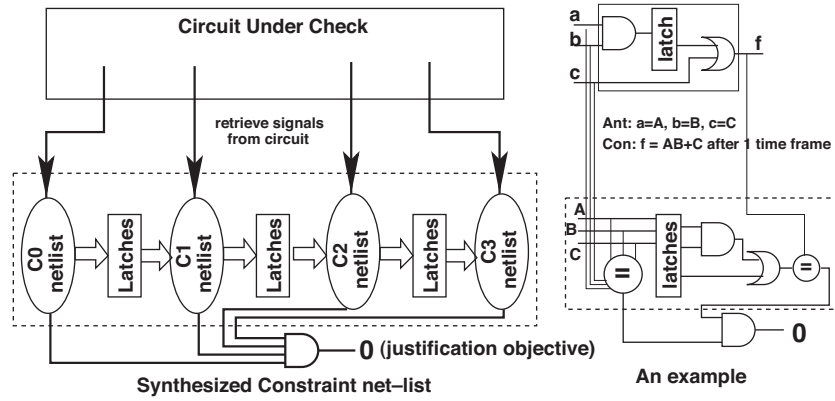 Circuit Under Check
retrieve signals
from circuit
C0
netlist
Latches
C1
netlist
Latches
C2
netlist
Latches
C3
netlist
0 (justification objective)
Synthesized Constraint net–list
a
b
c
latch
f
Ant: a=A, b=B, c=C
Con: f = AB+C after 1 time frame
A
B
C
=
latches
=
0
An example